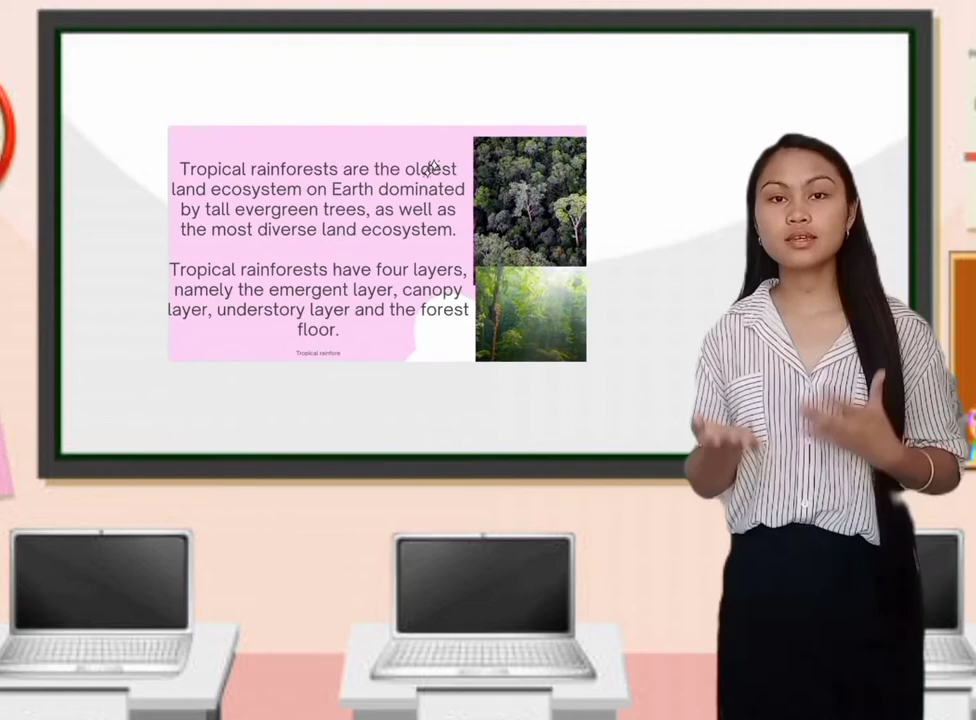 Tropical rainforests are the oldest
land ecosystem on Earth dominated
by tall evergreen trees, as well as
the most diverse land ecosystem.
Tropical rainforests have four layers,
namely the emergent layer, canopy
layer, understory layer and the forest
floor.
Tropical rainfore